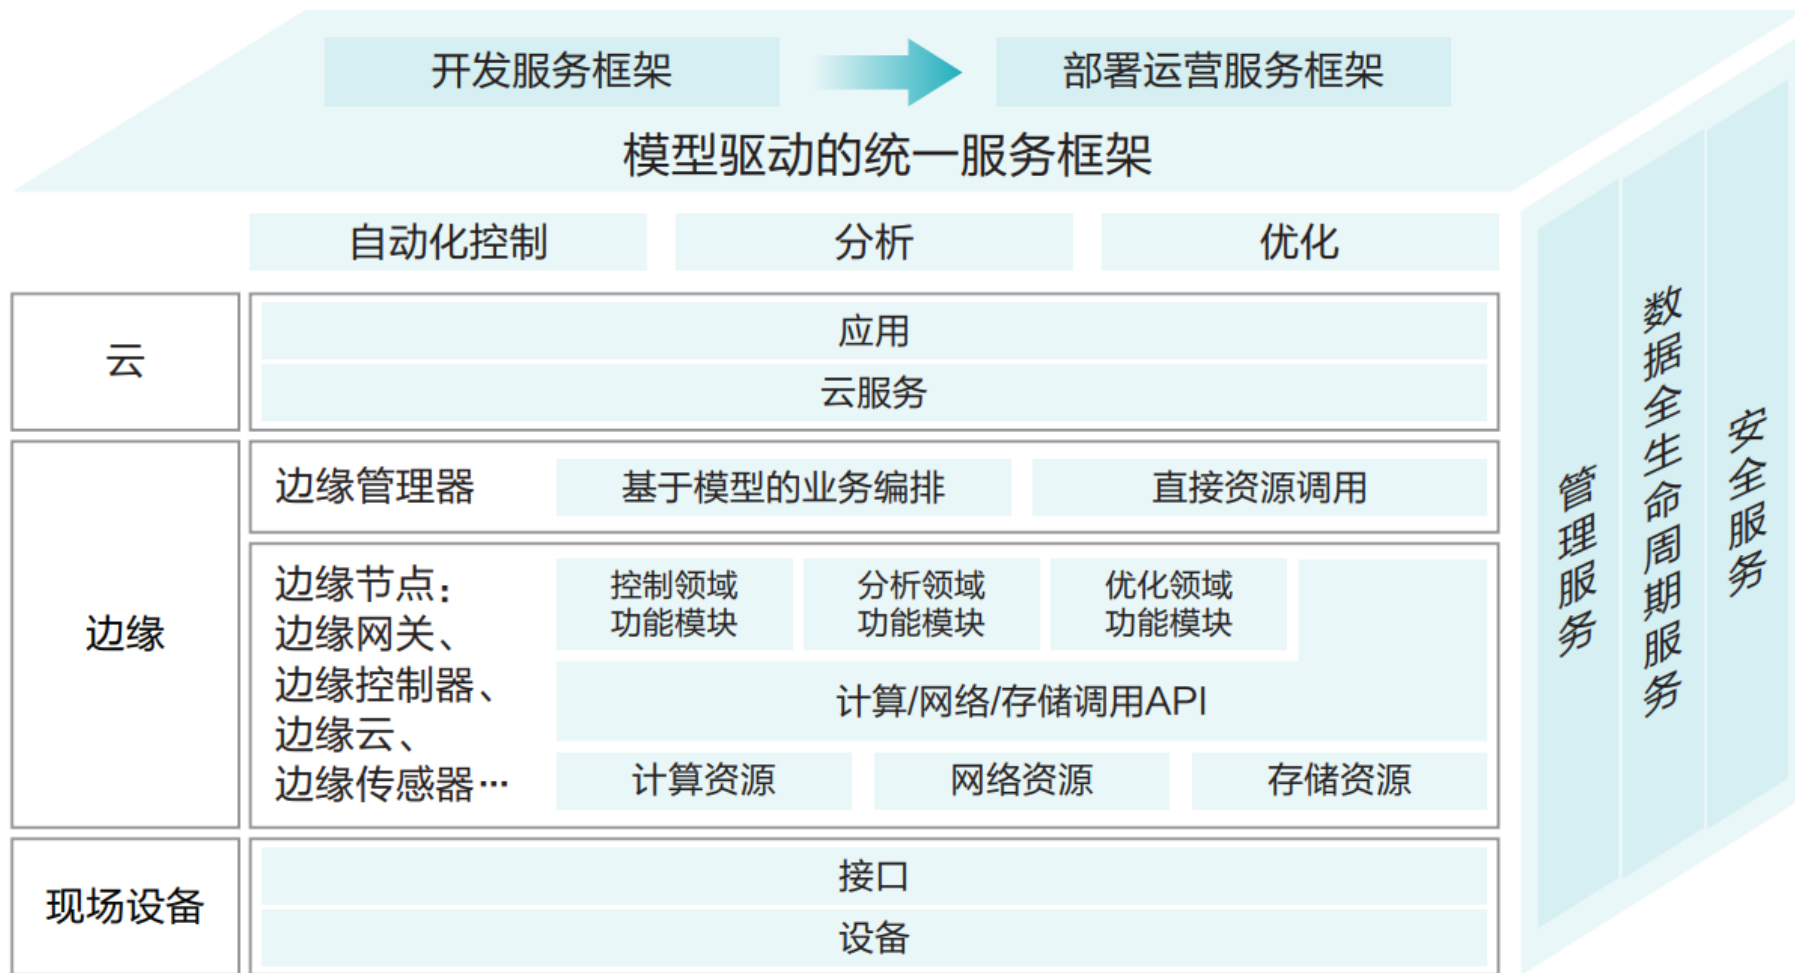 开发服务框架
部署运营服务框架
模型驱动的统一服务框架
自动化控制
分析
优化
云
应用
云服务
边缘
边缘管理器
基于模型的业务编排
直接资源调用
边缘节点：
边缘网关、
边缘控制器、
边缘云、
边缘传感器…
控制领域
功能模块
分析领域
功能模块
优化领域
功能模块
计算/网络/存储调用API
计算资源
网络资源
存储资源
现场设备
接口
设备
管理服务
数据全生命周期服务
安全服务